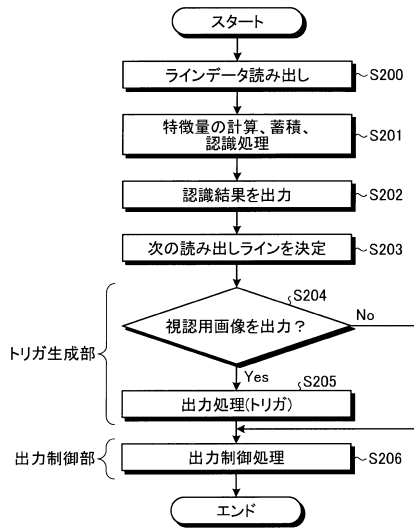 スタート
ラインデータ読み出し
S200
特徴量の計算、蓄積、
認識処理
S201
認識結果を出力
S202
次の読み出しラインを決定
S203
S204
視認用画像を出力？
No
トリガ生成部
Yes
S205
出力処理(トリガ)
出力制御部
出力制御処理
S206
エンド